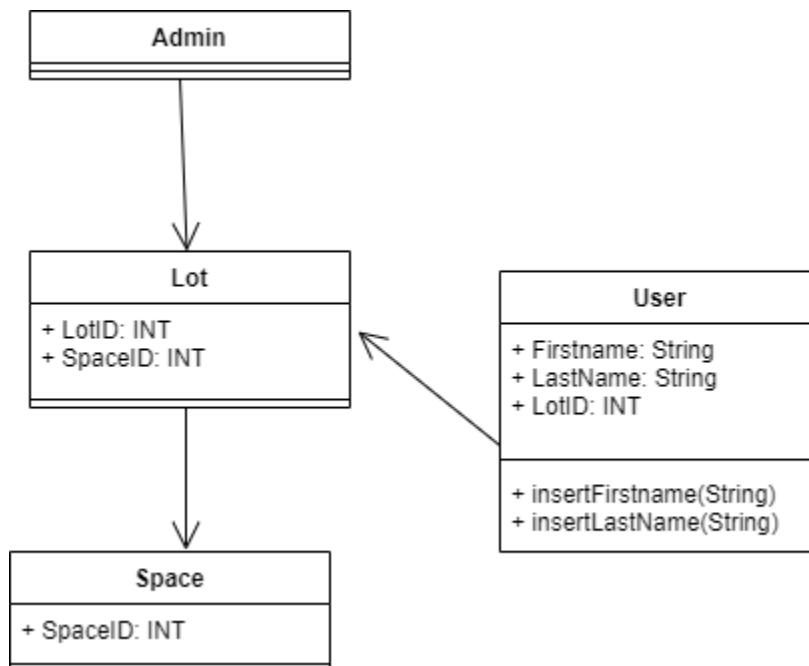 Admin
Lot
+ LotID: INT
+ SpaceID: INT
User
+ Firstname: String
+ LastName: String
+ LotID: INT
+ insertFirstname(String)
+ insertLastName(String)
Space
+ SpaceID: INT